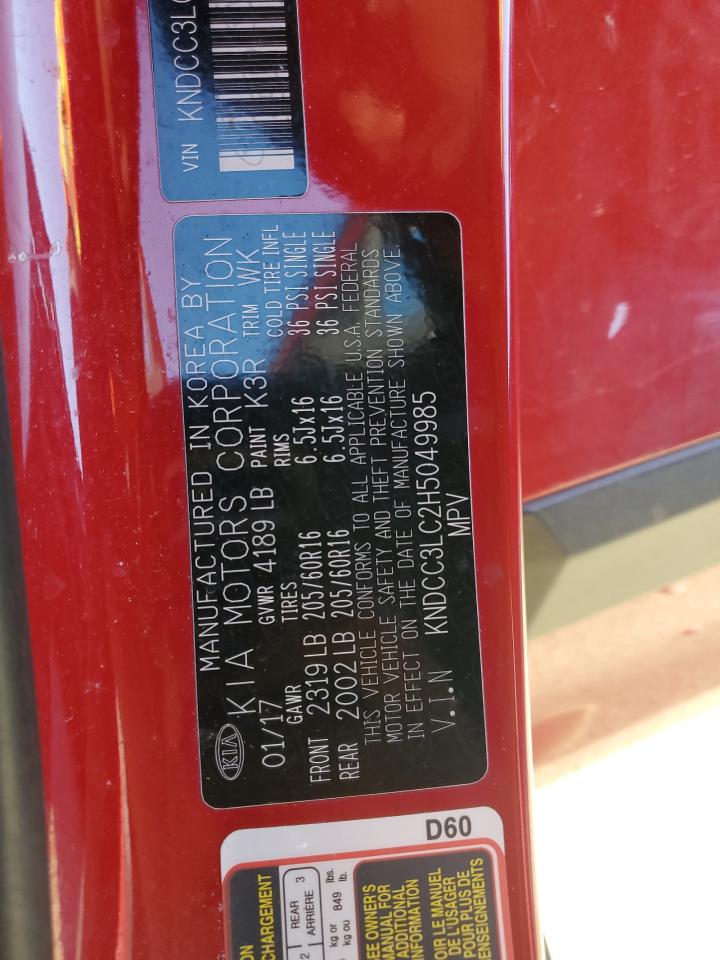 VIN KNDCC3LC
MANUFACTURED IN KOREA BY
KIA KIA MOTORS CORPORATION
01/17 GVWR 4189 LB PAINT K3R TRIM WK
GAWR TIRES RIMS COLD TIRE INFL
FRONT 2319 LB 205/60R16 6.5Jx16 36 PSI SINGLE
REAR 2002 LB 205/60R16 6.5Jx16 36 PSI SINGLE
THIS VEHICLE CONFORMS TO ALL APPLICABLE U.S.A. FEDERAL
MOTOR VEHICLE SAFETY AND THEFT PREVENTION STANDARDS
IN EFFECT ON THE DATE OF MANUFACTURE SHOWN ABOVE.
V.I.N KNDCC3LC2H5049985
MPV
D60
CHARGEMENT
2 REAR 3
ARRIÈRE
kg or 849 lbs.
kg ou lb.
SEE OWNER'S
MANUAL FOR
ADDITIONAL
INFORMATION
VOIR LE MANUEL
DE L'USAGER
POUR PLUS DE
RENSEIGNEMENTS